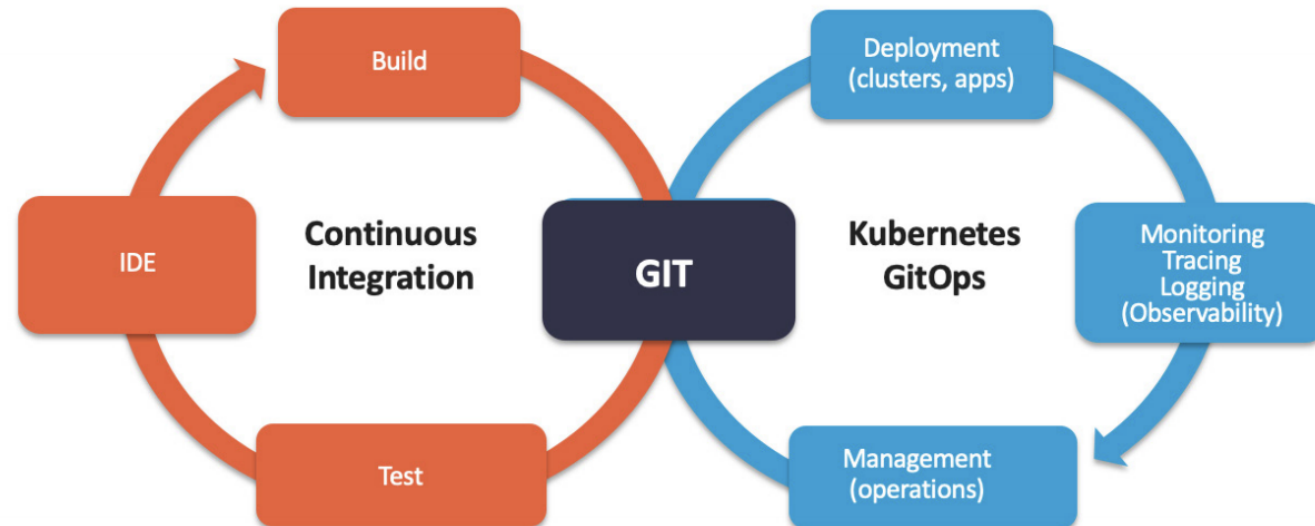 Build
IDE
Continuous
Integration
Test
GIT
Deployment
(clusters, apps)
Kubernetes
GitOps
Monitoring
Tracing
Logging
(Observability)
Management
(operations)